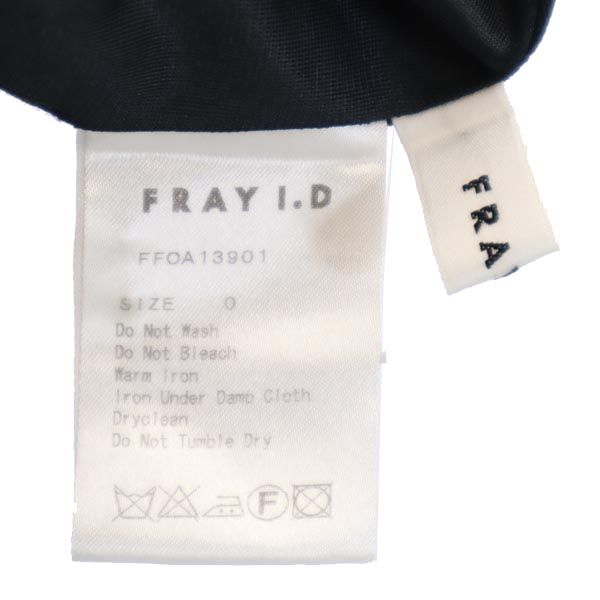 FRAY I.D
FFOA13901
SIZE 0
Do Not Wash
Do Not Bleach
Warm Iron
Iron Under Damp Cloth
Dryclean
Do Not Tumble Dry
F
FRA